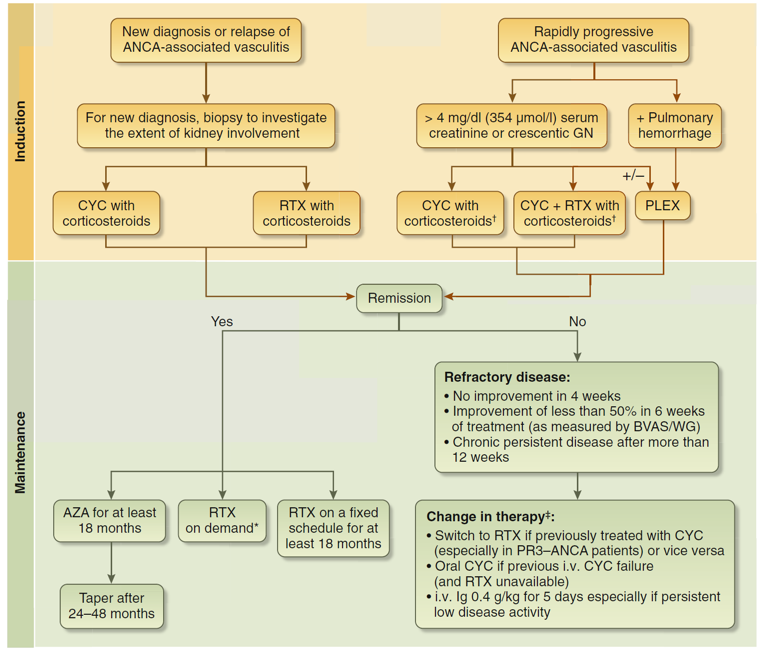 Induction
New diagnosis or relapse of
ANCA-associated vasculitis
Rapidly progressive
ANCA-associated vasculitis
For new diagnosis, biopsy to investigate
the extent of kidney involvement
> 4 mg/dl (354 μmol/l) serum
creatinine or crescentic GN
+ Pulmonary
hemorrhage
+/–
CYC with
corticosteroids
RTX with
corticosteroids
CYC with
corticosteroids†
CYC + RTX with
corticosteroids†
PLEX
Maintenance
Remission
Yes
No
Refractory disease:
• No improvement in 4 weeks
• Improvement of less than 50% in 6 weeks
of treatment (as measured by BVAS/WG)
• Chronic persistent disease after more than
12 weeks
AZA for at least
18 months
RTX
on demand*
RTX on a fixed
schedule for at
least 18 months
Taper after
24–48 months
Change in therapy‡:
• Switch to RTX if previously treated with CYC
(especially in PR3–ANCA patients) or vice versa
• Oral CYC if previous i.v. CYC failure
(and RTX unavailable)
• i.v. Ig 0.4 g/kg for 5 days especially if persistent
low disease activity